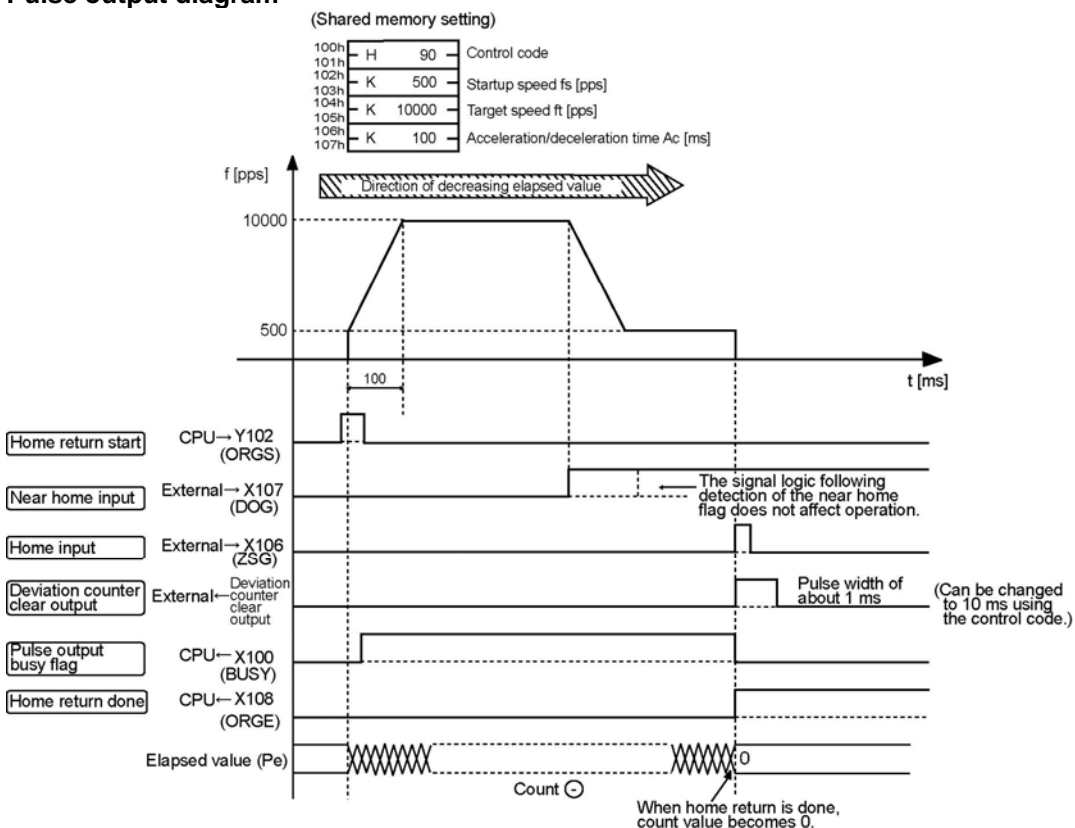 Pulse output diagram
(Shared memory setting)
100h
101h
H 90
Control code
102h
103h
K 500
Startup speed fs [pps]
104h
105h
K 10000
Target speed ft [pps]
106h
107h
K 100
Acceleration/deceleration time Ac [ms]
f [pps]
Direction of decreasing elapsed value
10000
500
100
t [ms]
Home return start
CPU→Y102
(ORGS)
Near home input
External→X107
(DOG)
The signal logic following
detection of the near home
flag does not affect operation.
Home input
External→X106
(ZSG)
Deviation counter
clear output
External←
Deviation
counter
clear
output
Pulse width of
about 1 ms
(Can be changed
to 10 ms using
the control code.)
Pulse output
busy flag
CPU←X100
(BUSY)
Home return done
CPU←X108
(ORGE)
Elapsed value (Pe)
0
Count ⊖
When home return is done,
count value becomes 0.